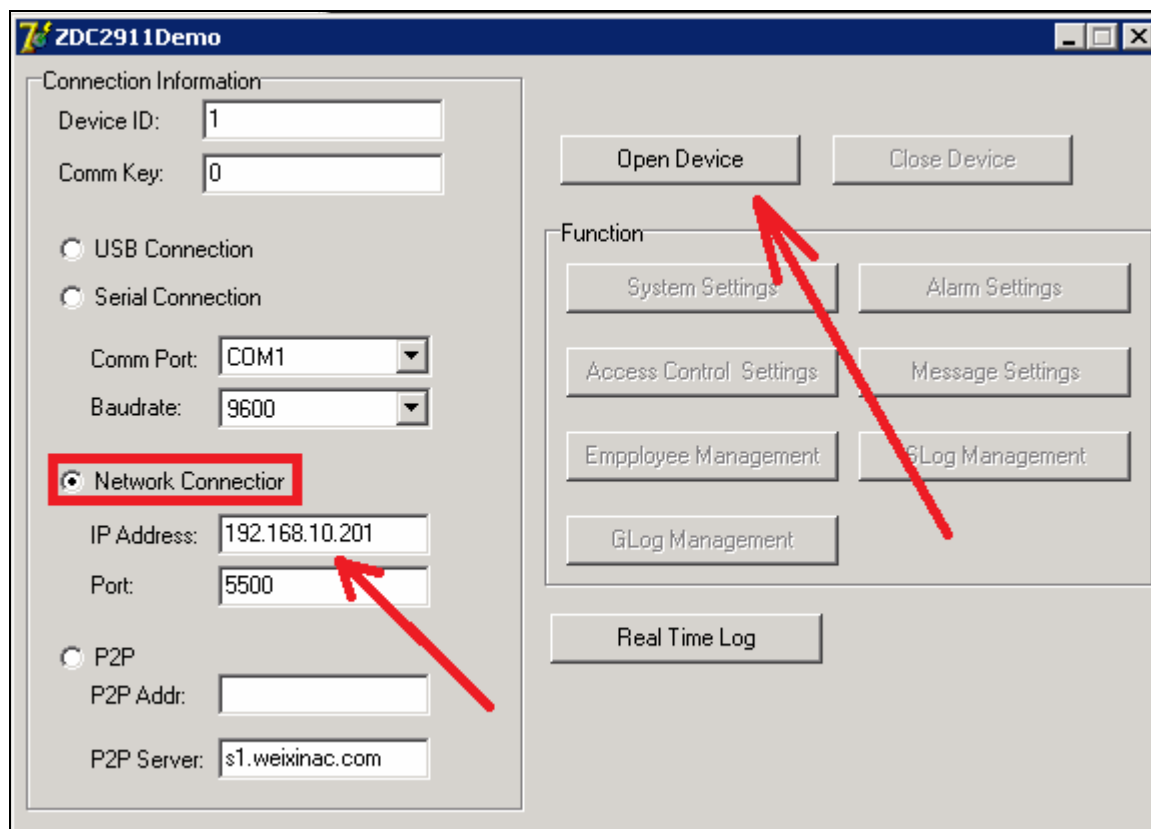 ZDC2911Demo
Connection Information
Device ID: 1
Comm Key: 0
USB Connection
Serial Connection
Comm Port: COM1
Baudrate: 9600
Network Connectior
IP Address: 192.168.10.201
Port: 5500
P2P
P2P Addr:
P2P Server: s1.weixinac.com
Open Device
Close Device
Function
System Settings
Alarm Settings
Access Control Settings
Message Settings
Empployee Management
SLog Management
GLog Management
Real Time Log